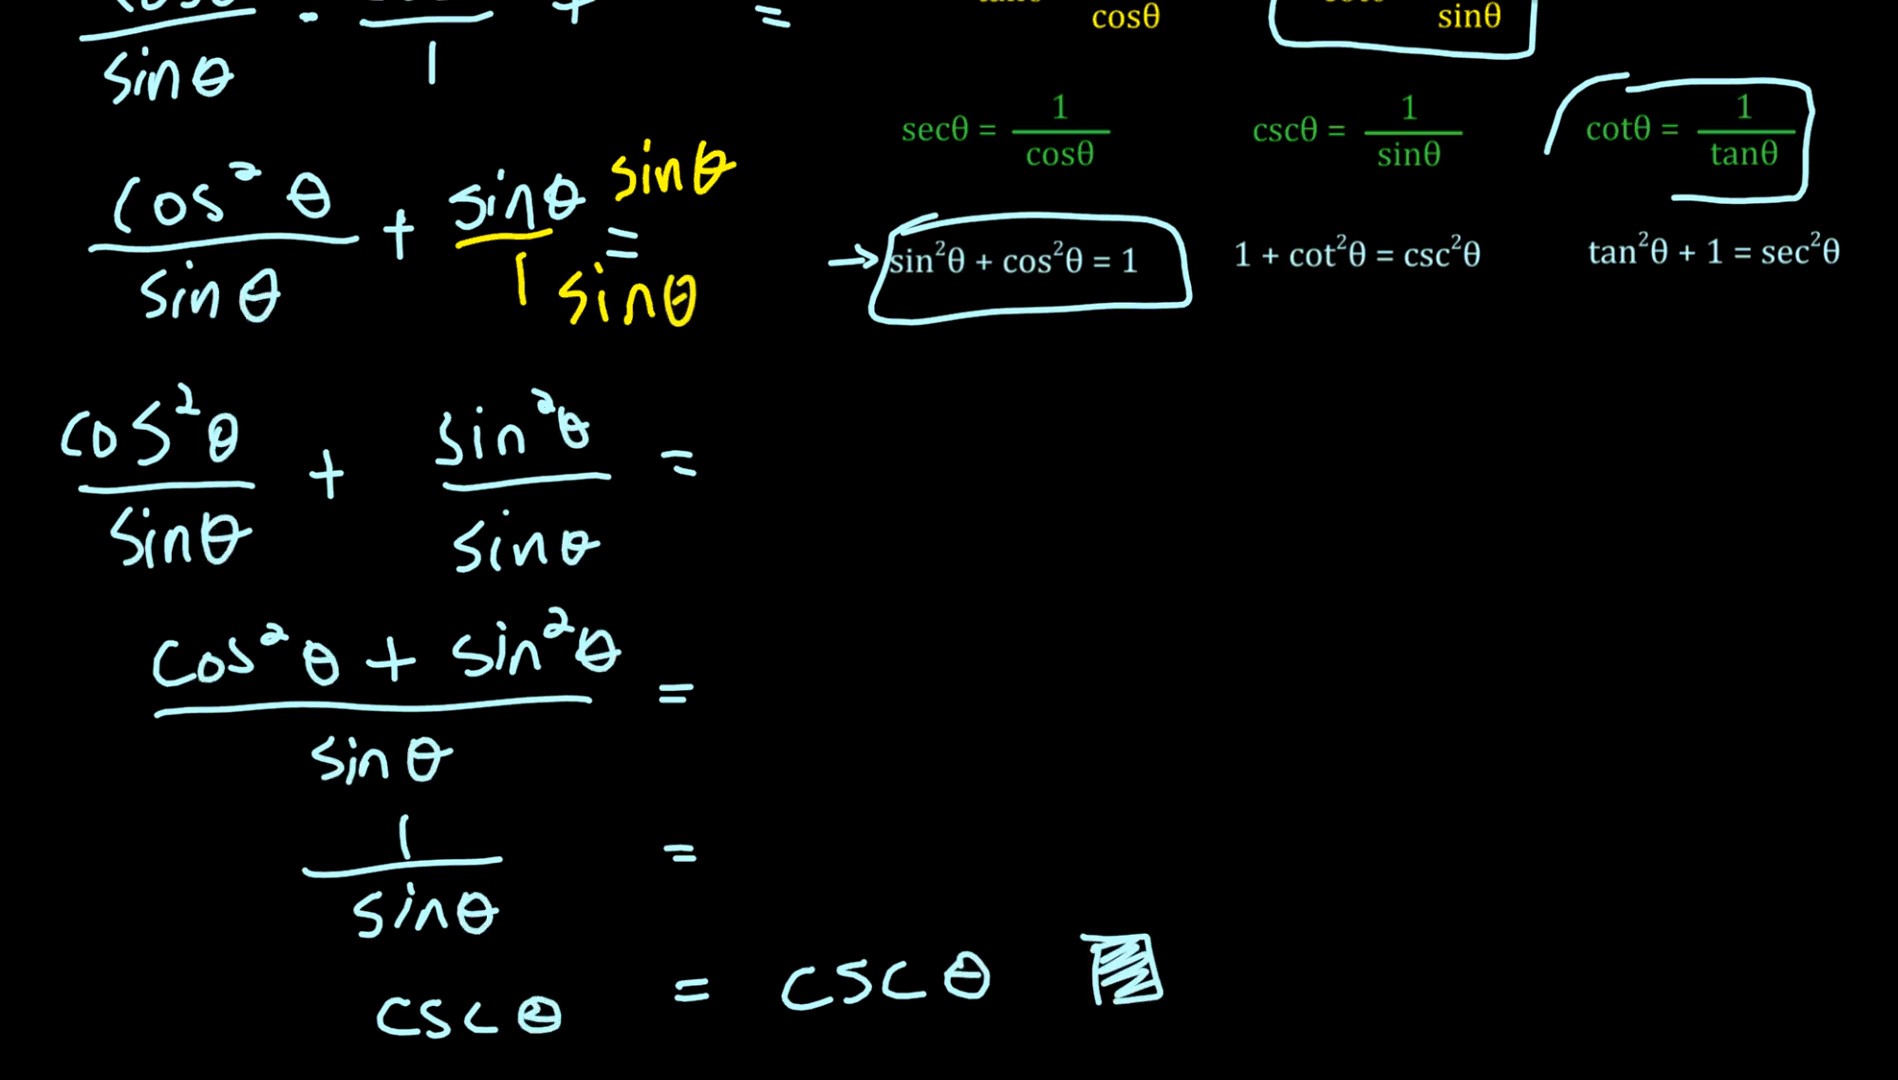 sinθ 1
cosθ
sinθ
secθ = 1/cosθ
cscθ = 1/sinθ
cotθ = 1/tanθ
cos²θ/sinθ + sinθ/1 sinθ/sinθ =
→ sin²θ + cos²θ = 1
1 + cot²θ = csc²θ
tan²θ + 1 = sec²θ
cos²θ/sinθ + sin²θ/sinθ =
cos²θ + sin²θ/sinθ =
1/sinθ =
cscθ = cscθ